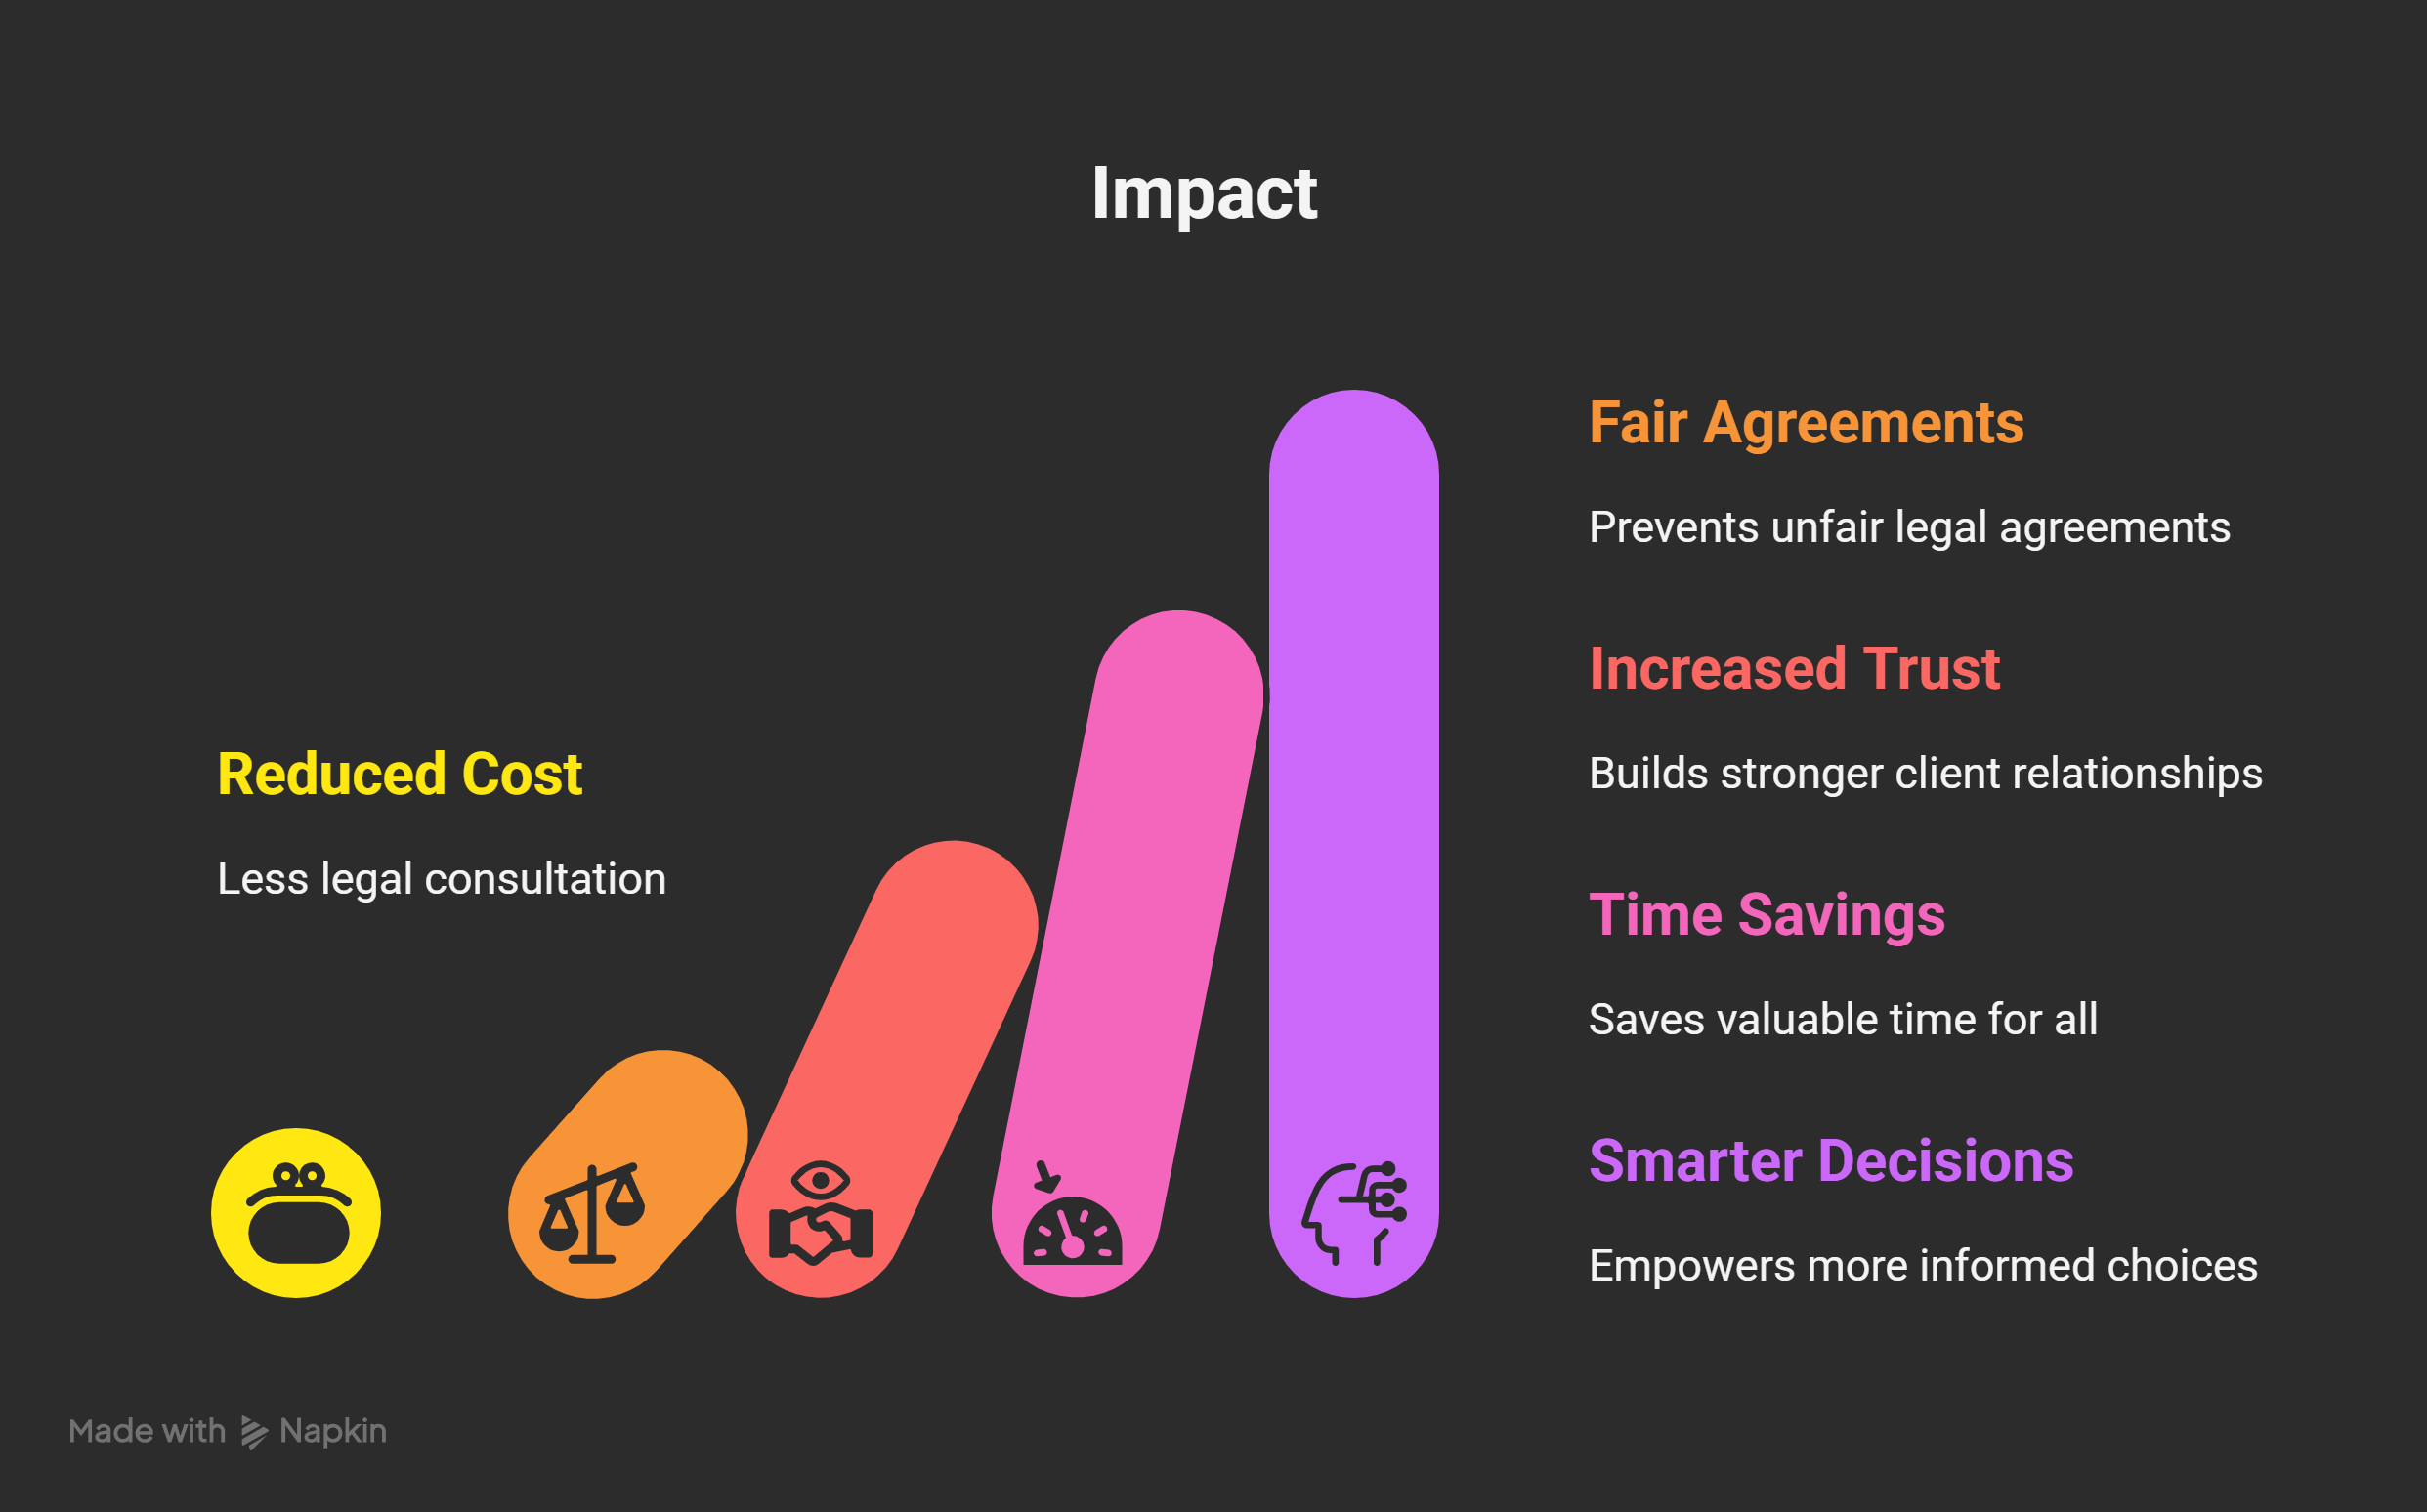 Impact
Reduced Cost
Less legal consultation
Fair Agreements
Prevents unfair legal agreements
Increased Trust
Builds stronger client relationships
Time Savings
Saves valuable time for all
Smarter Decisions
Empowers more informed choices
Made with Napkin